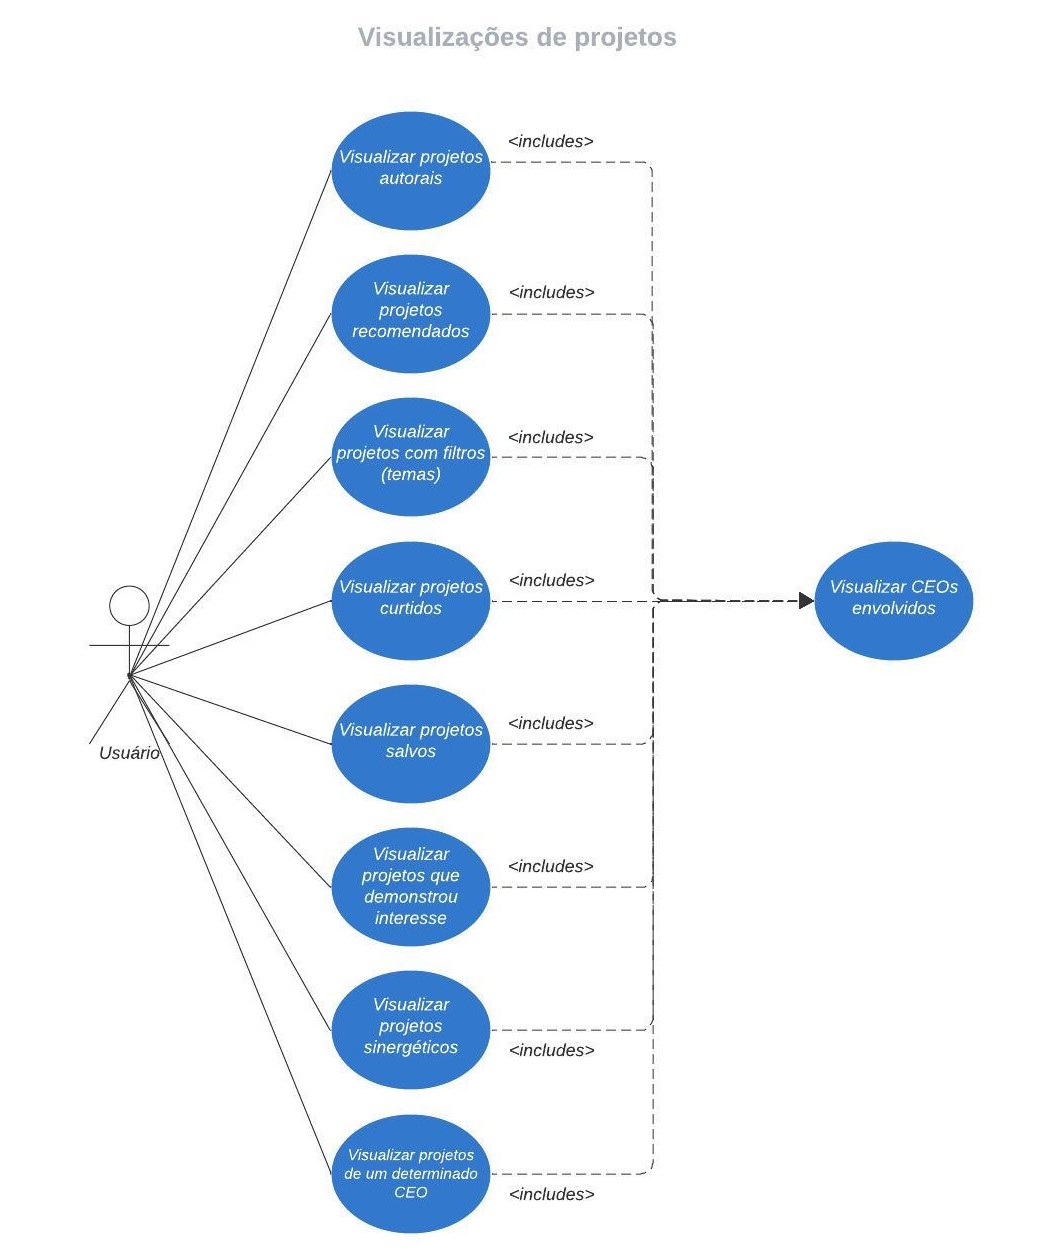 Visualizações de projetos
<includes>
Visualizar projetos
autorais
<includes>
Visualizar
projetos
recomendados
<includes>
Visualizar
projetos com filtros
(temas)
<includes>
Visualizar projetos
curtidos
Visualizar CEOs
envolvidos
<includes>
Visualizar projetos
salvos
Usuário
<includes>
Visualizar
projetos que
demonstrou
interesse
Visualizar
projetos
sinergéticos
<includes>
Visualizar projetos
de um determinado
CEO
<includes>